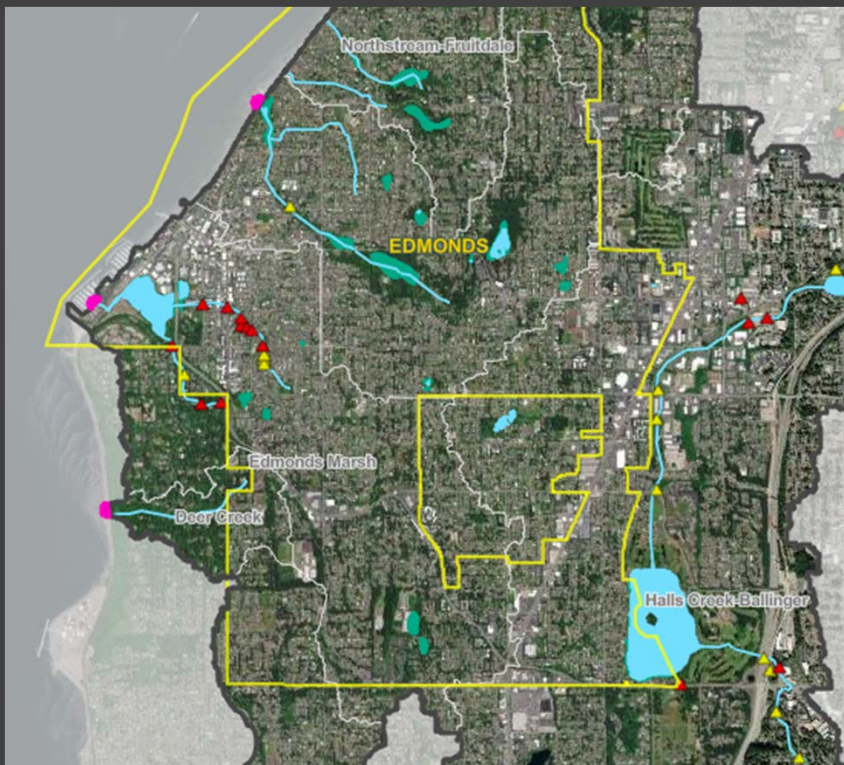 Northstream-Fruitdale
EDMONDS
Edmonds Marsh
Deer Creek
Halls Creek-Ballinger